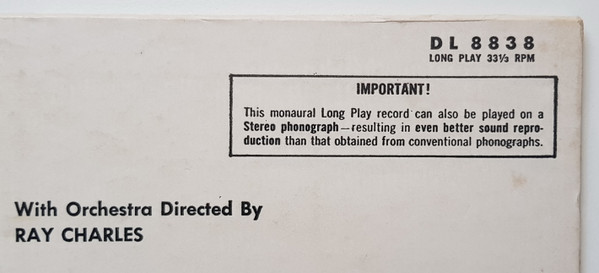 DL 8838
LONG PLAY 33⅓ RPM
IMPORTANT!
This monaural Long Play record can also be played on a
Stereo phonograph—resulting in even better sound repro-
duction than that obtained from conventional phonographs.
With Orchestra Directed By
RAY CHARLES